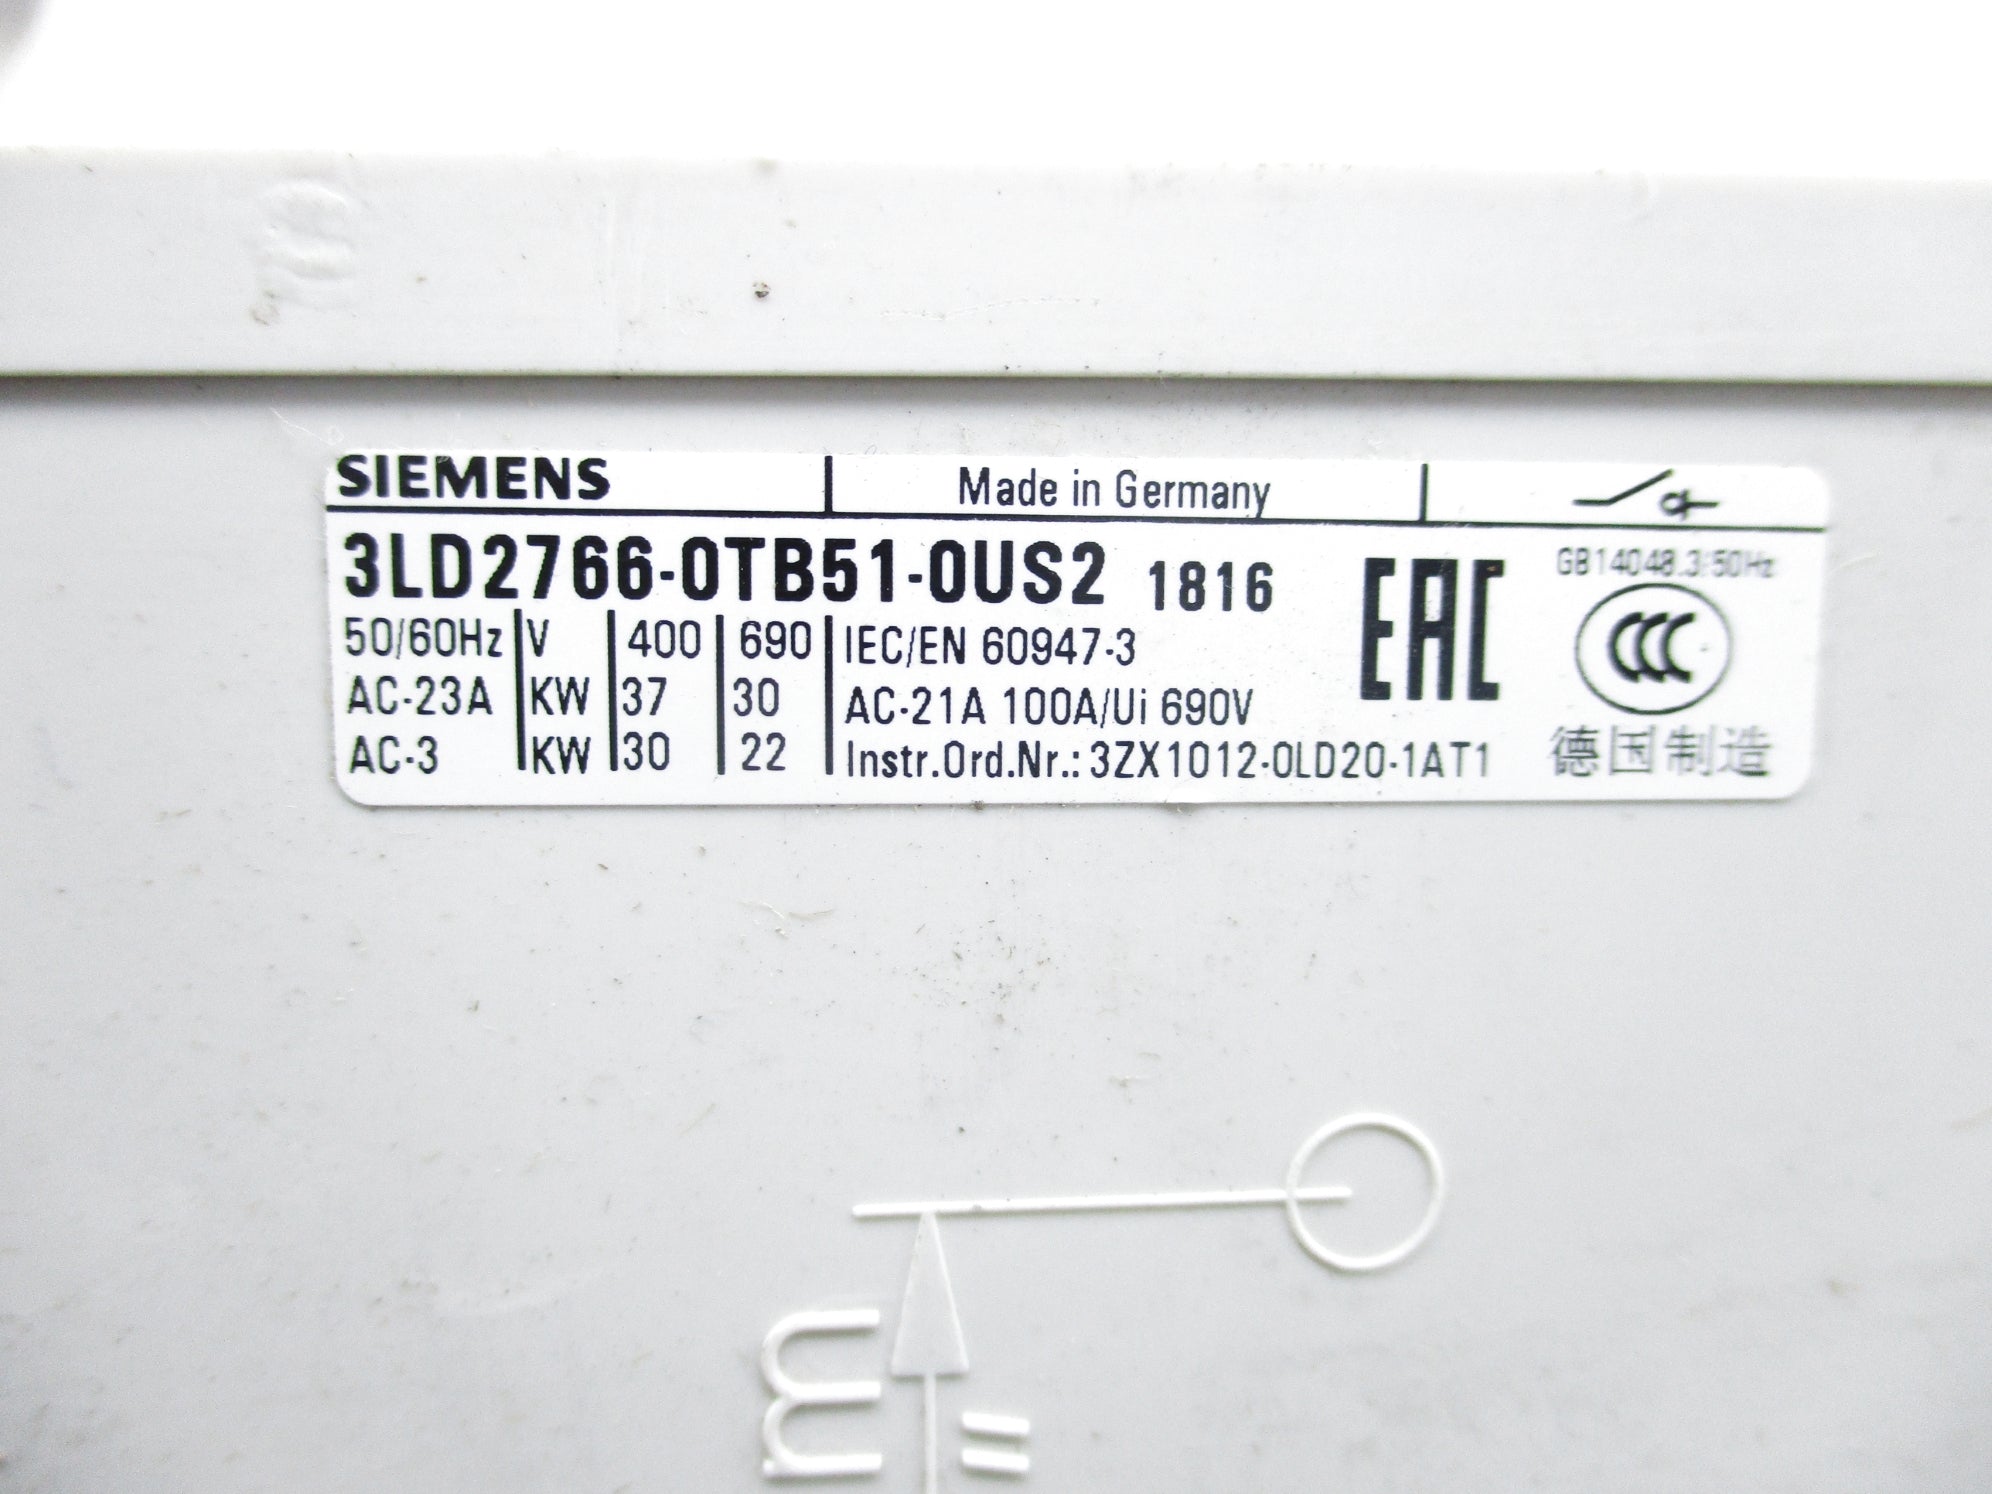 SIEMENS
Made in Germany
3LD2766-0TB51-0US2 1816
50/60Hz V 400 690
AC-23A KW 37 30
AC-3 KW 30 22
IEC/EN 60947-3
AC-21A 100A/Ui 690V
Instr.Ord.Nr.: 3ZX1012-0LD20-1AT1
EAC
GB14048.3:50Hz
CCC
德国制造